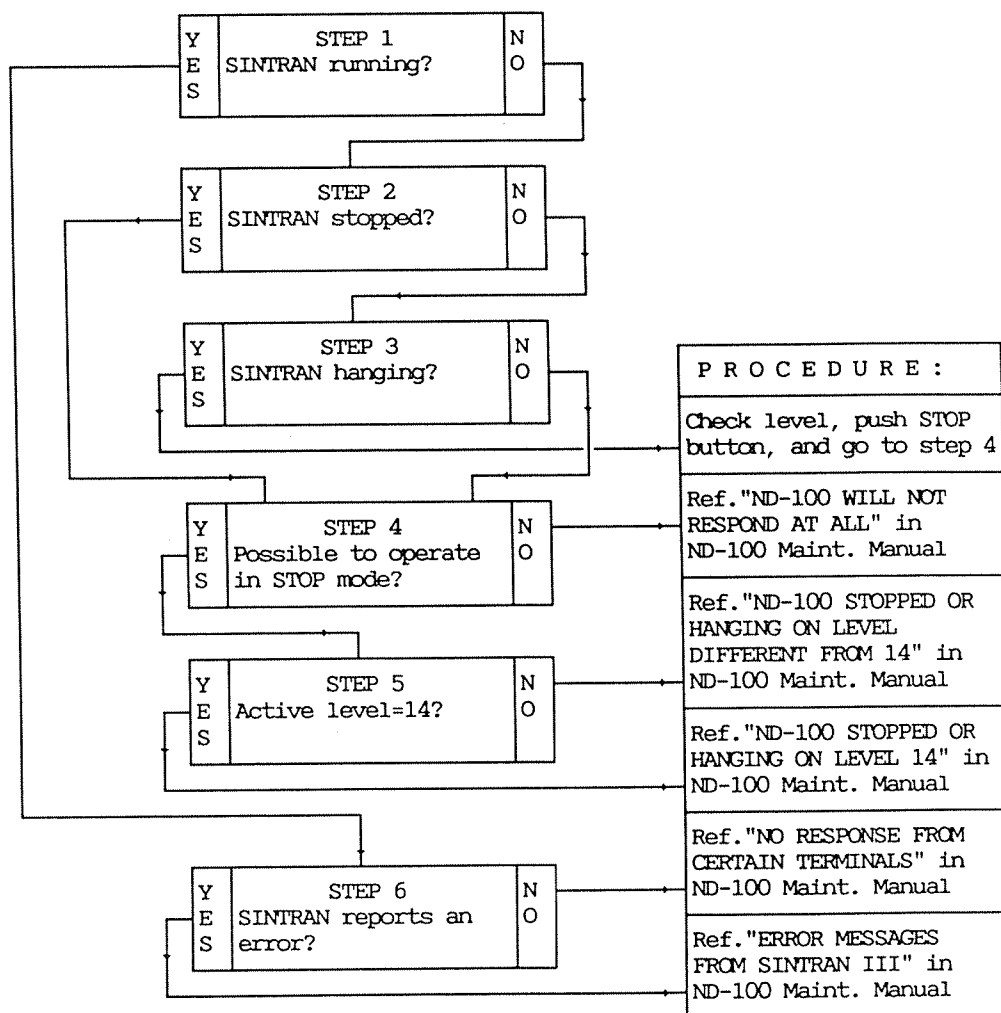 Y
E
S
STEP 1
SINTRAN running?
N
O
Y
E
S
STEP 2
SINTRAN stopped?
N
O
Y
E
S
STEP 3
SINTRAN hanging?
N
O
Y
E
S
STEP 4
Possible to operate
in STOP mode?
N
O
Y
E
S
STEP 5
Active level=14?
N
O
Y
E
S
STEP 6
SINTRAN reports an
error?
N
O
P R O C E D U R E :
Check level, push STOP
button, and go to step 4
Ref."ND-100 WILL NOT
RESPOND AT ALL" in
ND-100 Maint. Manual
Ref."ND-100 STOPPED OR
HANGING ON LEVEL
DIFFERENT FROM 14" in
ND-100 Maint. Manual
Ref."ND-100 STOPPED OR
HANGING ON LEVEL 14" in
ND-100 Maint. Manual
Ref."NO RESPONSE FROM
CERTAIN TERMINALS" in
ND-100 Maint. Manual
Ref."ERROR MESSAGES
FROM SINTRAN III" in
ND-100 Maint. Manual